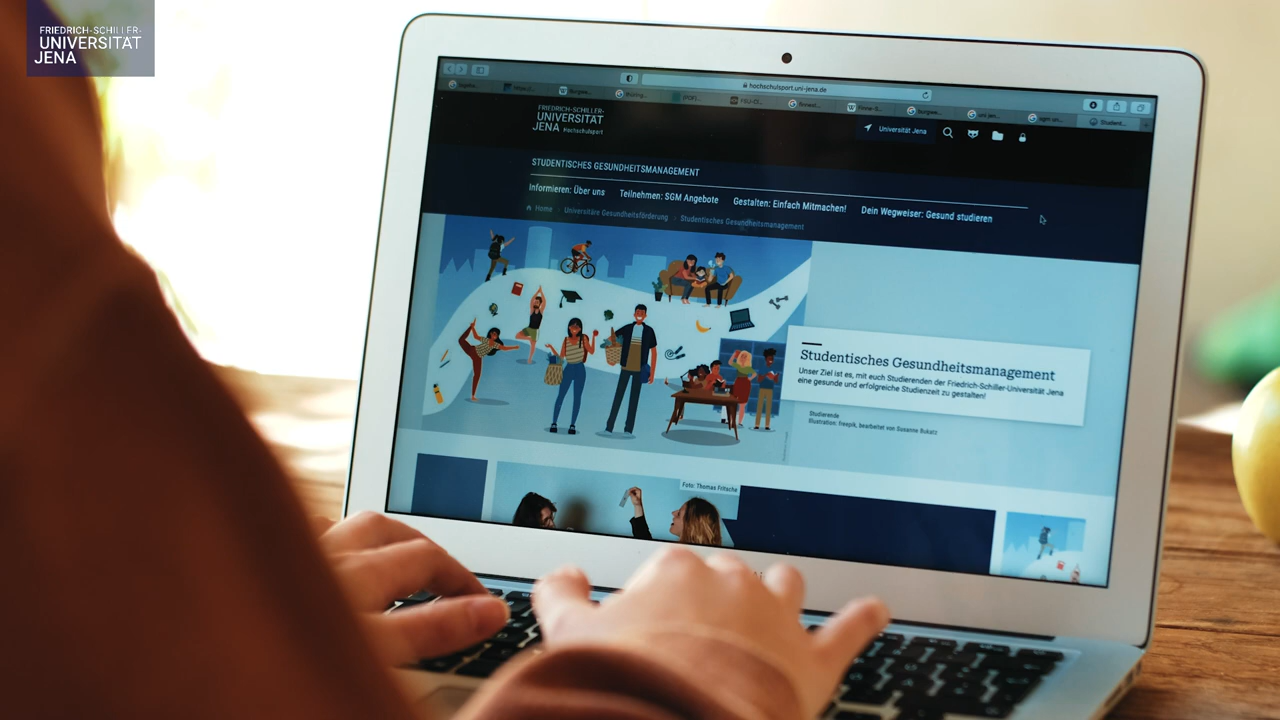 FRIEDRICH-SCHILLER-
UNIVERSITÄT
JENA
hochschulsport.uni-jena.de
FRIEDRICH-SCHILLER-
UNIVERSITÄT
JENA Hochschulsport
Universität Jena
STUDENTISCHES GESUNDHEITSMANAGEMENT
Informieren: Über uns Teilnehmen: SGM Angebote Gestalten: Einfach Mitmachen! Dein Wegweiser: Gesund studieren
Home > Universitäre Gesundheitsförderung > Studentisches Gesundheitsmanagement
Studentisches Gesundheitsmanagement
Unser Ziel ist es, mit euch Studierenden der Friedrich-Schiller-Universität Jena
eine gesunde und erfolgreiche Studienzeit zu gestalten!
Studierende
Illustration: freepik, bearbeitet von Susanne Bukatz
Foto: Thomas Fritsche